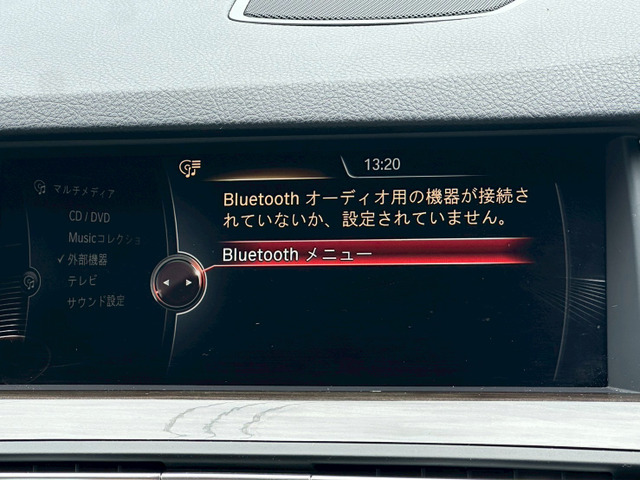 13:20
マルチメディア
CD / DVD
Musicコレクショ
✓外部機器
テレビ
サウンド設定
Bluetooth オーディオ用の機器が接続さ
れていないか、設定されていません。
Bluetooth メニュー